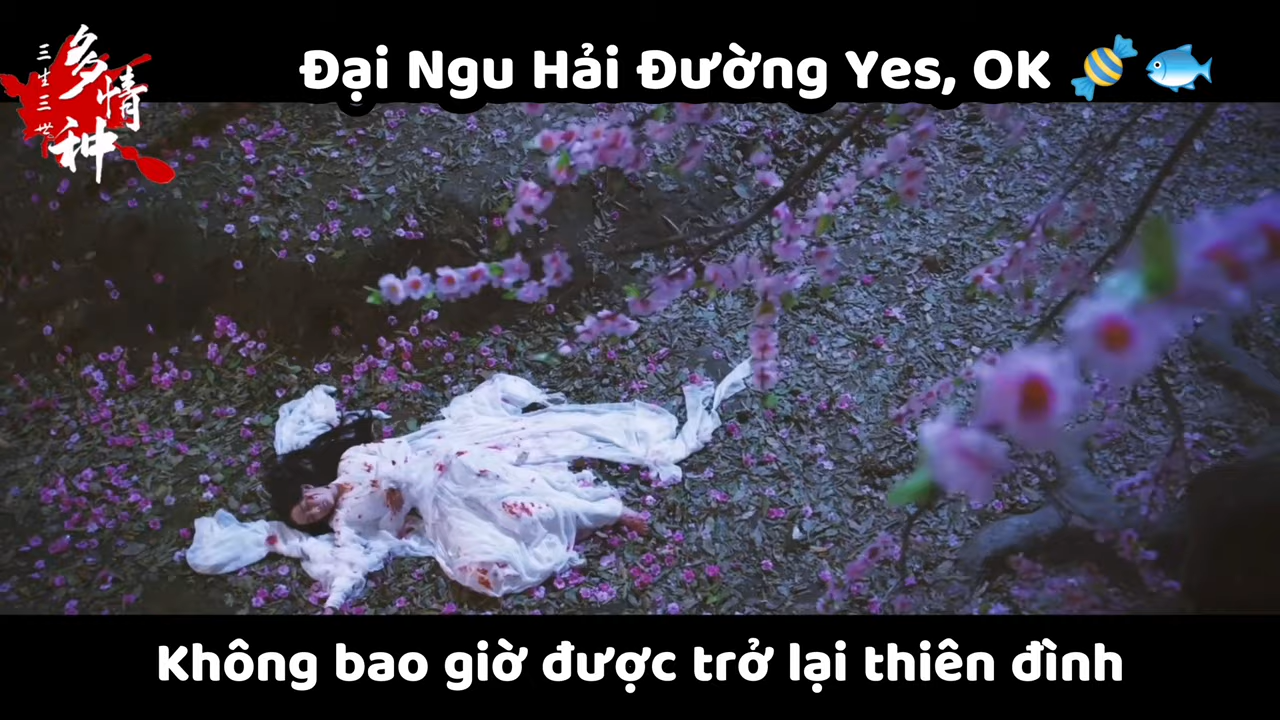 三生三世
多情种
Đại Ngu Hải Đường Yes, OK 🍬🐟
Không bao giờ được trở lại thiên đình